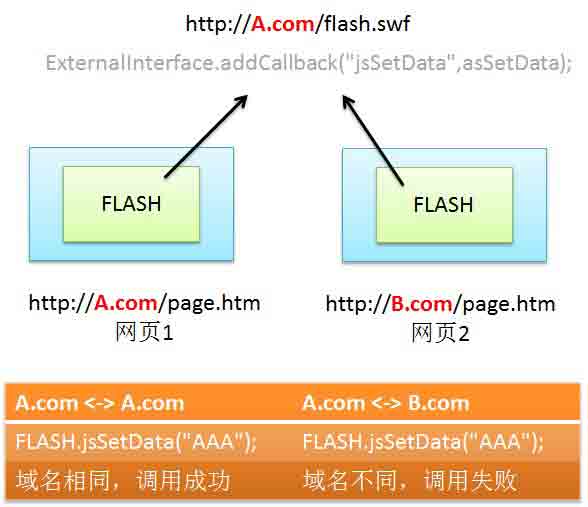 http://A.com/flash.swf
ExternalInterface.addCallback("jsSetData",asSetData);
FLASH
FLASH
http://A.com/page.htm
网页1
http://B.com/page.htm
网页2
A.com <-> A.com
A.com <-> B.com
FLASH.jsSetData("AAA");
FLASH.jsSetData("AAA");
域名相同，调用成功
域名不同，调用失败